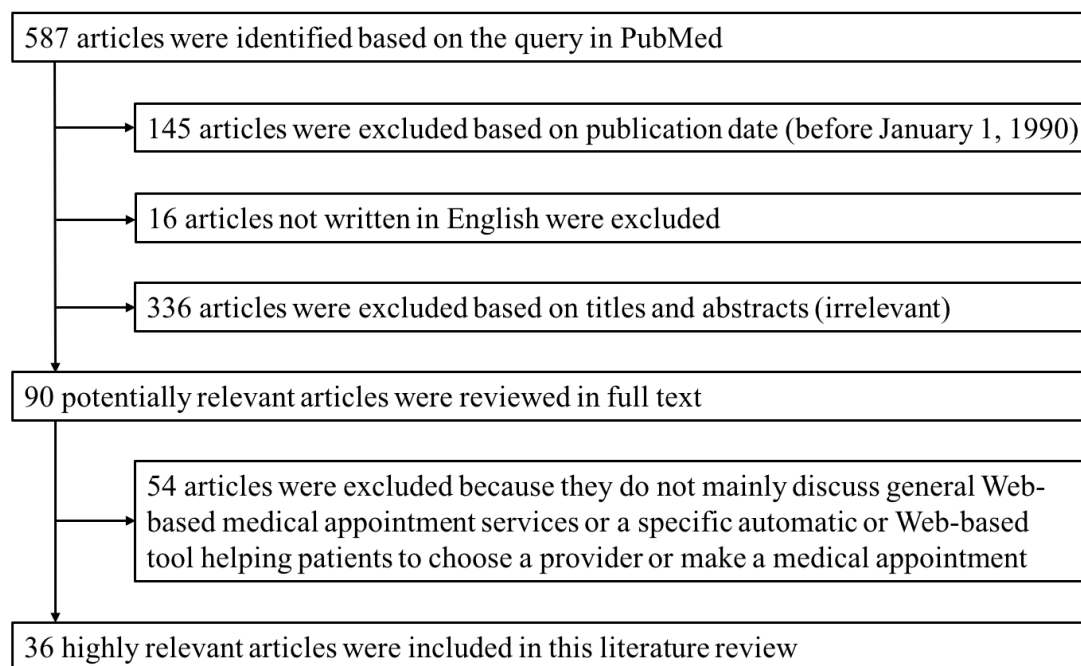 587 articles were identified based on the query in PubMed
145 articles were excluded based on publication date (before January 1, 1990)
16 articles not written in English were excluded
336 articles were excluded based on titles and abstracts (irrelevant)
90 potentially relevant articles were reviewed in full text
54 articles were excluded because they do not mainly discuss general Web-
based medical appointment services or a specific automatic or Web-based
tool helping patients to choose a provider or make a medical appointment
36 highly relevant articles were included in this literature review